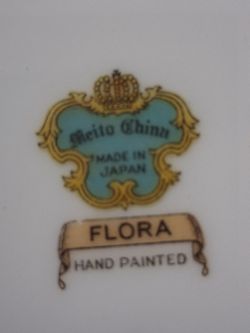 Meito China
MADE IN
JAPAN
FLORA
HAND PAINTED